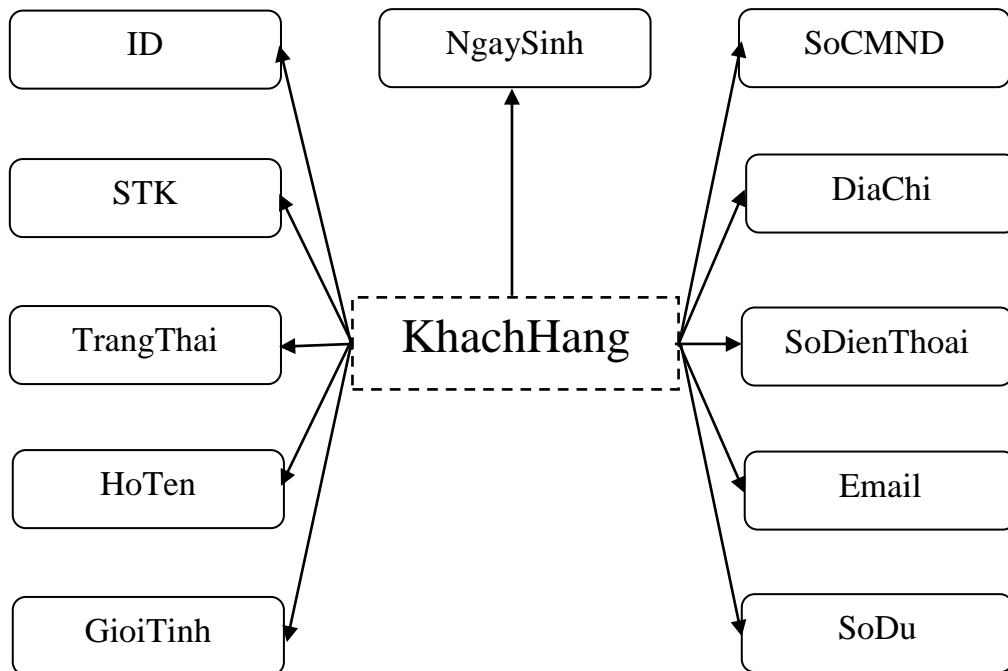 ID
NgaySinh
SoCMND
STK
DiaChi
TrangThai
KhachHang
SoDienThoai
HoTen
Email
GioiTinh
SoDu